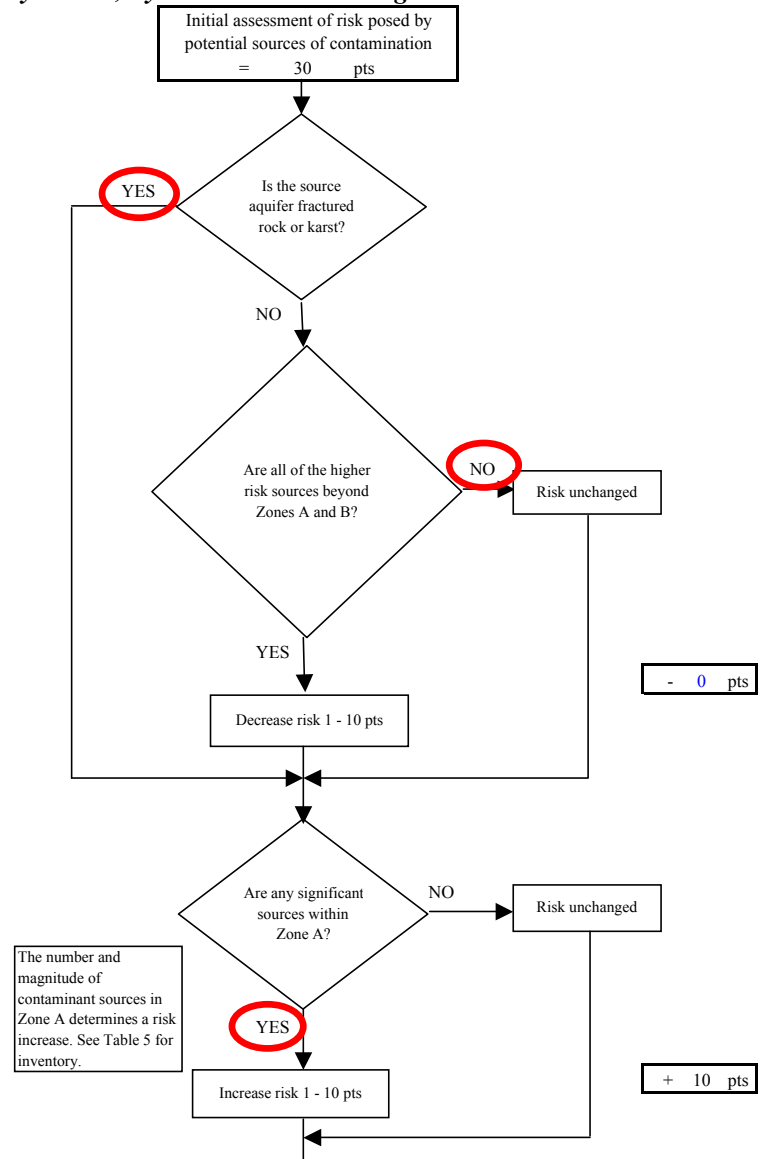 Initial assessment of risk posed by
potential sources of contamination
= 30 pts
YES
Is the source
aquifer fractured
rock or karst?
NO
Are all of the higher
risk sources beyond
Zones A and B?
NO
Risk unchanged
YES
- 0 pts
Decrease risk 1 - 10 pts
Are any significant
sources within
Zone A?
NO
Risk unchanged
The number and
magnitude of
contaminant sources in
Zone A determines a risk
increase. See Table 5 for
inventory.
YES
Increase risk 1 - 10 pts
+ 10 pts